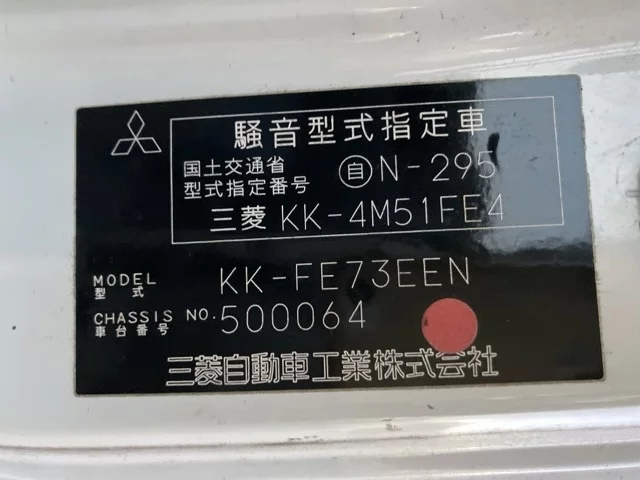 騒音型式指定車
国土交通省
型式指定番号 自N-295
三菱 KK-4M51FE4
MODEL
型式 KK-FE73EEN
CHASSIS NO.
車台番号 500064
三菱自動車工業株式会社